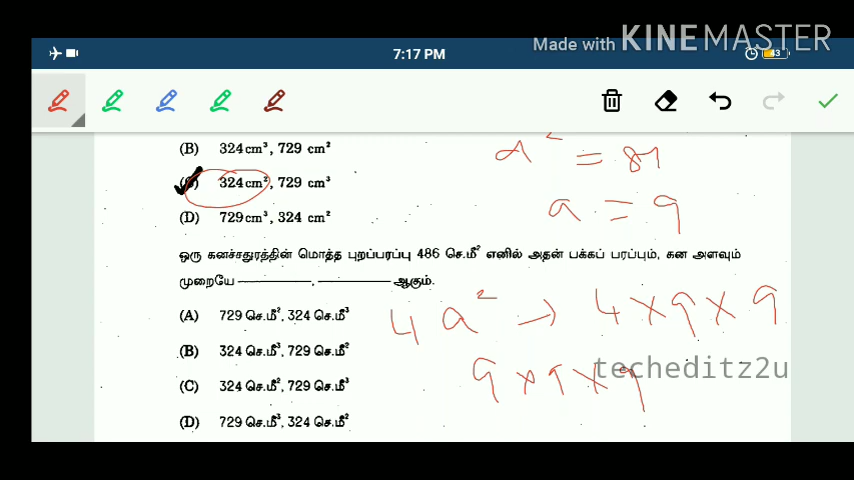 Made with KINEMASTER
7:17 PM
43
(B) 324 cm³, 729 cm²
(C) 324 cm², 729 cm³
(D) 729 cm³, 324 cm²
a² = 81
a = 9
ஒரு கனச்சதுரத்தின் மொத்த புறப்பரப்பு 486 செ.மீ² எனில் அதன் பக்கப் பரப்பும், கன அளவும்
முறையே ————, ———— ஆகும்.
(A) 729 செ.மீ², 324 செ.மீ³
(B) 324 செ.மீ³, 729 செ.மீ²
(C) 324 செ.மீ², 729 செ.மீ³
(D) 729 செ.மீ³, 324 செ.மீ²
4a² → 4×9×9
9×9×9
techeditz2u